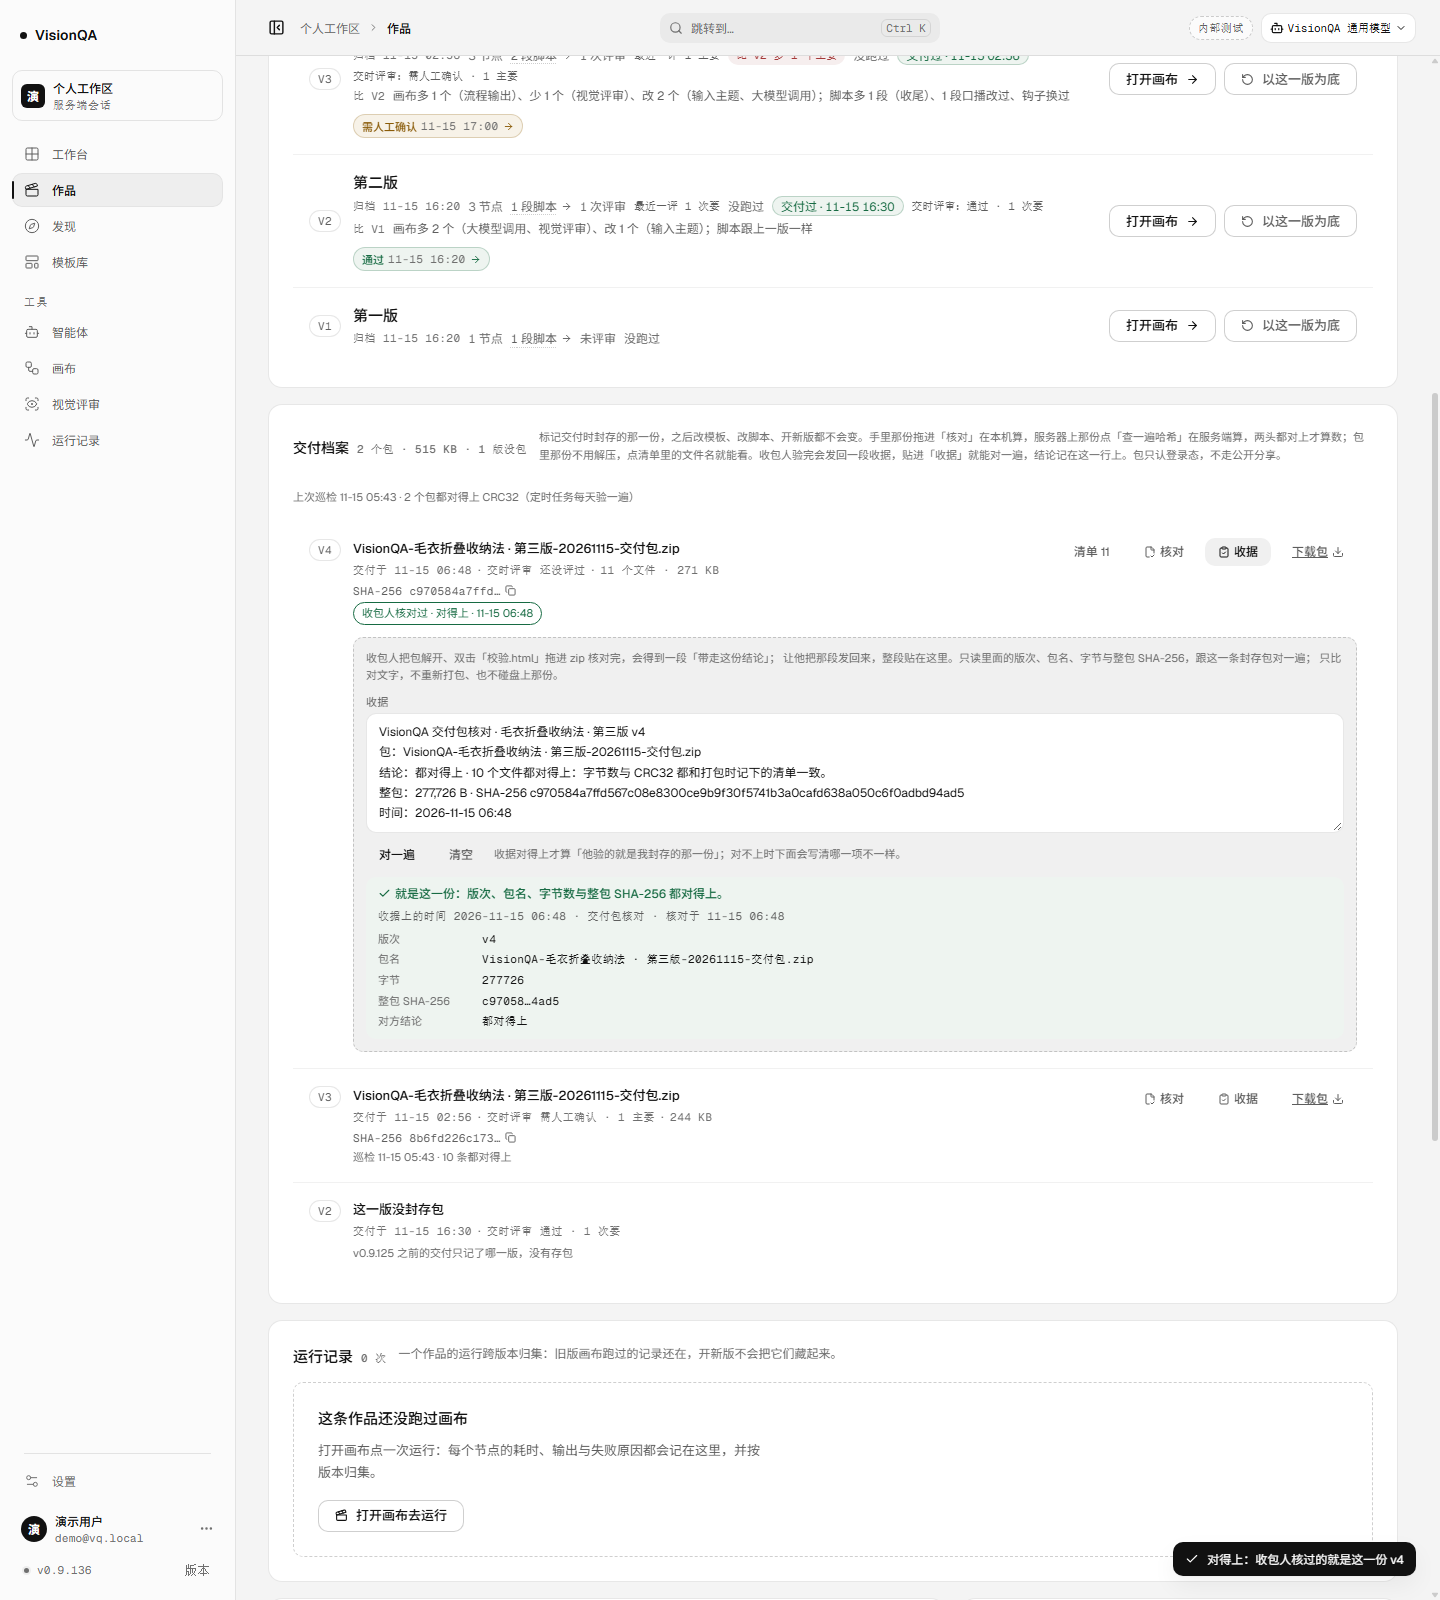 VisionQA
演
个人工作区
服务端会话
工作台
作品
发现
模板库
工具
智能体
画布
视觉评审
运行记录
设置
演
演示用户
demo@vq.local
v0.9.136
版本
个人工作区
作品
跳转到…
Ctrl K
内部测试
VisionQA 通用模型
V3
交时评审：需人工确认 · 1 主要
比 V2 画布多 1 个（流程输出）、少 1 个（视觉评审）、改 2 个（输入主题、大模型调用）；脚本多 1 段（收尾）、1 段口播改过、钩子换过
需人工确认 11-15 17:00 →
打开画布 →
以这一版为底
V2
第二版
归档 11-15 16:20 3 节点 1 段脚本 → 1 次评审 最近一评 1 次要 没跑过 交付过 · 11-15 16:30 交时评审：通过 · 1 次要
比 V1 画布多 2 个（大模型调用、视觉评审）、改 1 个（输入主题）；脚本跟上一版一样
通过 11-15 16:20 →
打开画布 →
以这一版为底
V1
第一版
归档 11-15 16:20 1 节点 1 段脚本 → 未评审 没跑过
打开画布 →
以这一版为底
交付档案 2 个包 · 515 KB · 1 版没包
标记交付时封存的那一份，之后改模板、改脚本、开新版都不会变。手里那份拖进「核对」在本机算，服务器上那份点「查一遍哈希」在服务端算，两头都对上才算数；包
里那份不用解压，点清单里的文件名就能看。收包人验完会发回一段收据，贴进「收据」就能对一遍，结论记在这一行上。包只认登录态，不走公开分享。
上次巡检 11-15 05:43 · 2 个包都对得上 CRC32（定时任务每天验一遍）
V4
VisionQA-毛衣折叠收纳法 · 第三版-20261115-交付包.zip
交付于 11-15 06:48 · 交时评审 还没评过 · 11 个文件 · 271 KB
SHA-256 c970584a7ffd…
收包人核对过 · 对得上 · 11-15 06:48
清单 11
核对
收据
下载包
收包人把包解开、双击「校验.html」拖进 zip 核对完，会得到一段「带走这份结论」； 让他把那段发回来，整段贴在这里。只读里面的版次、包名、字节与整包 SHA-256，跟这一条封存包对一遍； 只比
对文字，不重新打包、也不碰盘上那份。
收据
VisionQA 交付包核对 · 毛衣折叠收纳法 · 第三版 v4
包：VisionQA-毛衣折叠收纳法 · 第三版-20261115-交付包.zip
结论：都对得上 · 10 个文件都对得上：字节数与 CRC32 都和打包时记下的清单一致。
整包：277,726 B · SHA-256 c970584a7ffd567c08e8300ce9b9f30f5741b3a0cafd638a050c6f0adbd94ad5
时间：2026-11-15 06:48
对一遍
清空
收据对得上才算「他验的就是我封存的那一份」；对不上时下面会写清哪一项不一样。
就是这一份：版次、包名、字节数与整包 SHA-256 都对得上。
收据上的时间 2026-11-15 06:48 · 交付包核对 · 核对于 11-15 06:48
版次 v4
包名 VisionQA-毛衣折叠收纳法 · 第三版-20261115-交付包.zip
字节 277726
整包 SHA-256 c97058…4ad5
对方结论 都对得上
V3
VisionQA-毛衣折叠收纳法 · 第三版-20261115-交付包.zip
交付于 11-15 02:56 · 交时评审 需人工确认 · 1 主要 · 244 KB
SHA-256 8b6fd226c173…
巡检 11-15 05:43 · 10 条都对得上
核对
收据
下载包
V2
这一版没封存包
交付于 11-15 16:30 · 交时评审 通过 · 1 次要
v0.9.125 之前的交付只记了哪一版，没有存包
运行记录 0 次
一个作品的运行跨版本归集：旧版画布跑过的记录还在，开新版不会把它们藏起来。
这条作品还没跑过画布
打开画布点一次运行：每个节点的耗时、输出与失败原因都会记在这里，并按
版本归集。
打开画布去运行
对得上：收包人核过的就是这一份 v4